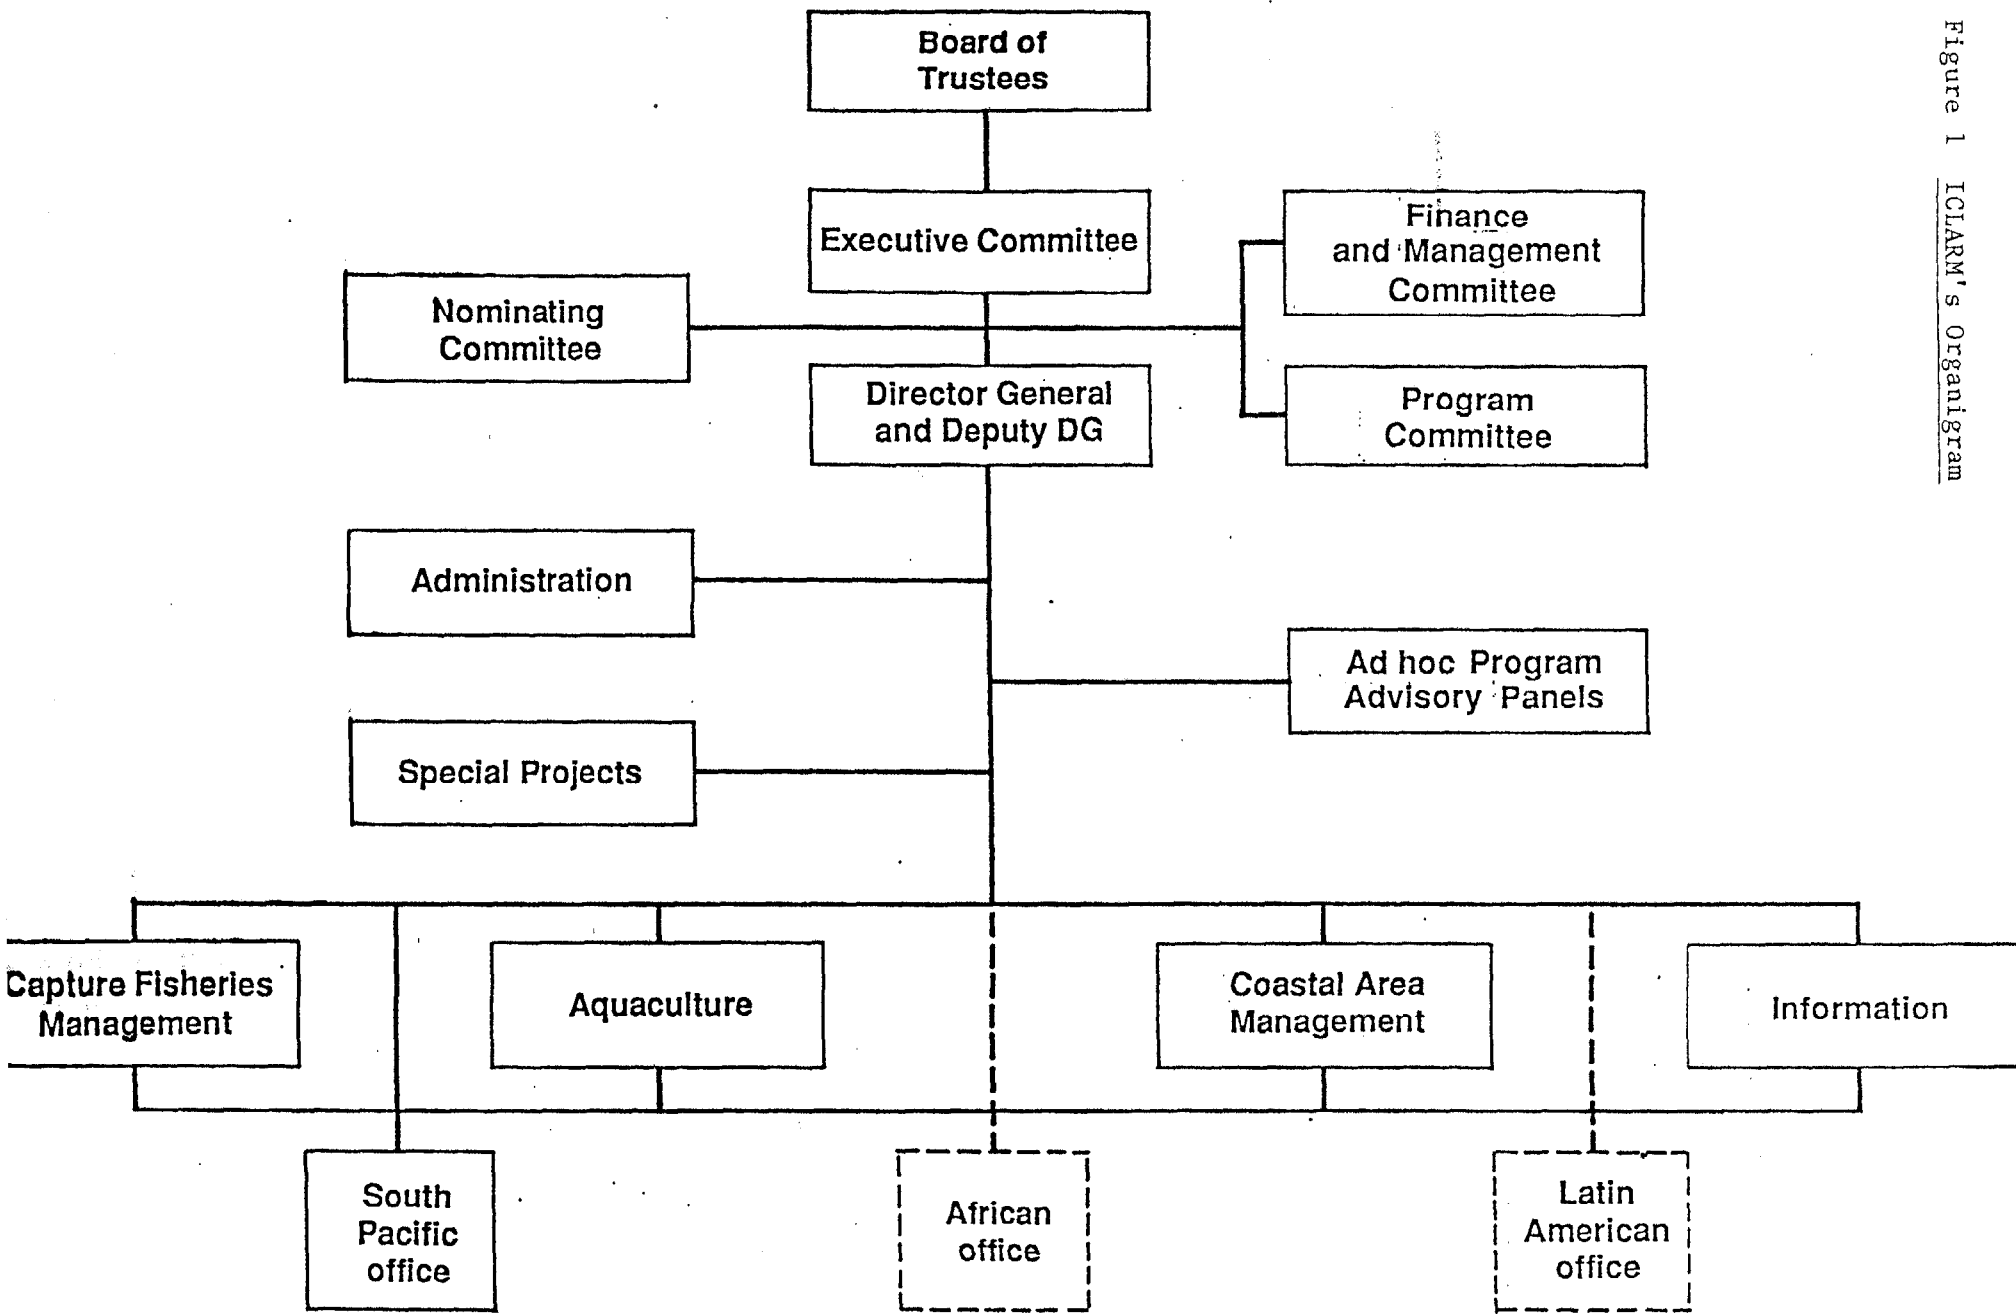 Figure 1 ICLARM's Organigram
Board of
Trustees
Executive Committee
Finance
and Management
Committee
Nominating
Committee
Director General
and Deputy DG
Program
Committee
Administration
Ad hoc Program
Advisory Panels
Special Projects
Capture Fisheries
Management
Aquaculture
Coastal Area
Management
Information
South
Pacific
office
African
office
Latin
American
office